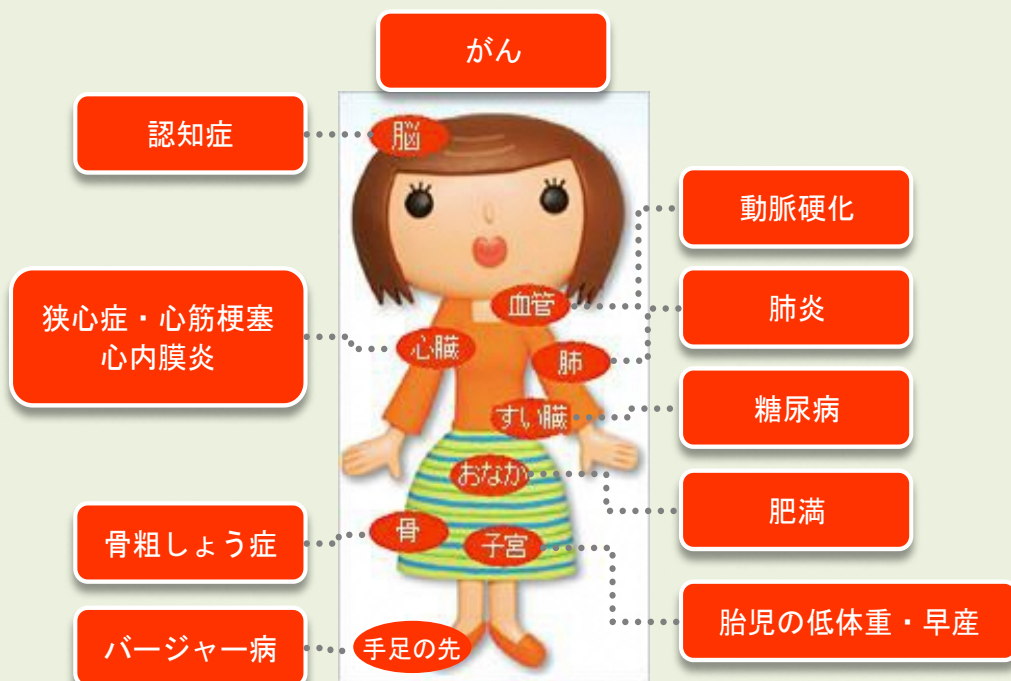 がん
認知症
脳
動脈硬化
血管
肺炎
狭心症・心筋梗塞
心内膜炎
心臓
肺
糖尿病
すい臓
おなか
肥満
骨粗しょう症
骨
子宮
胎児の低体重・早産
バージャー病
手足の先